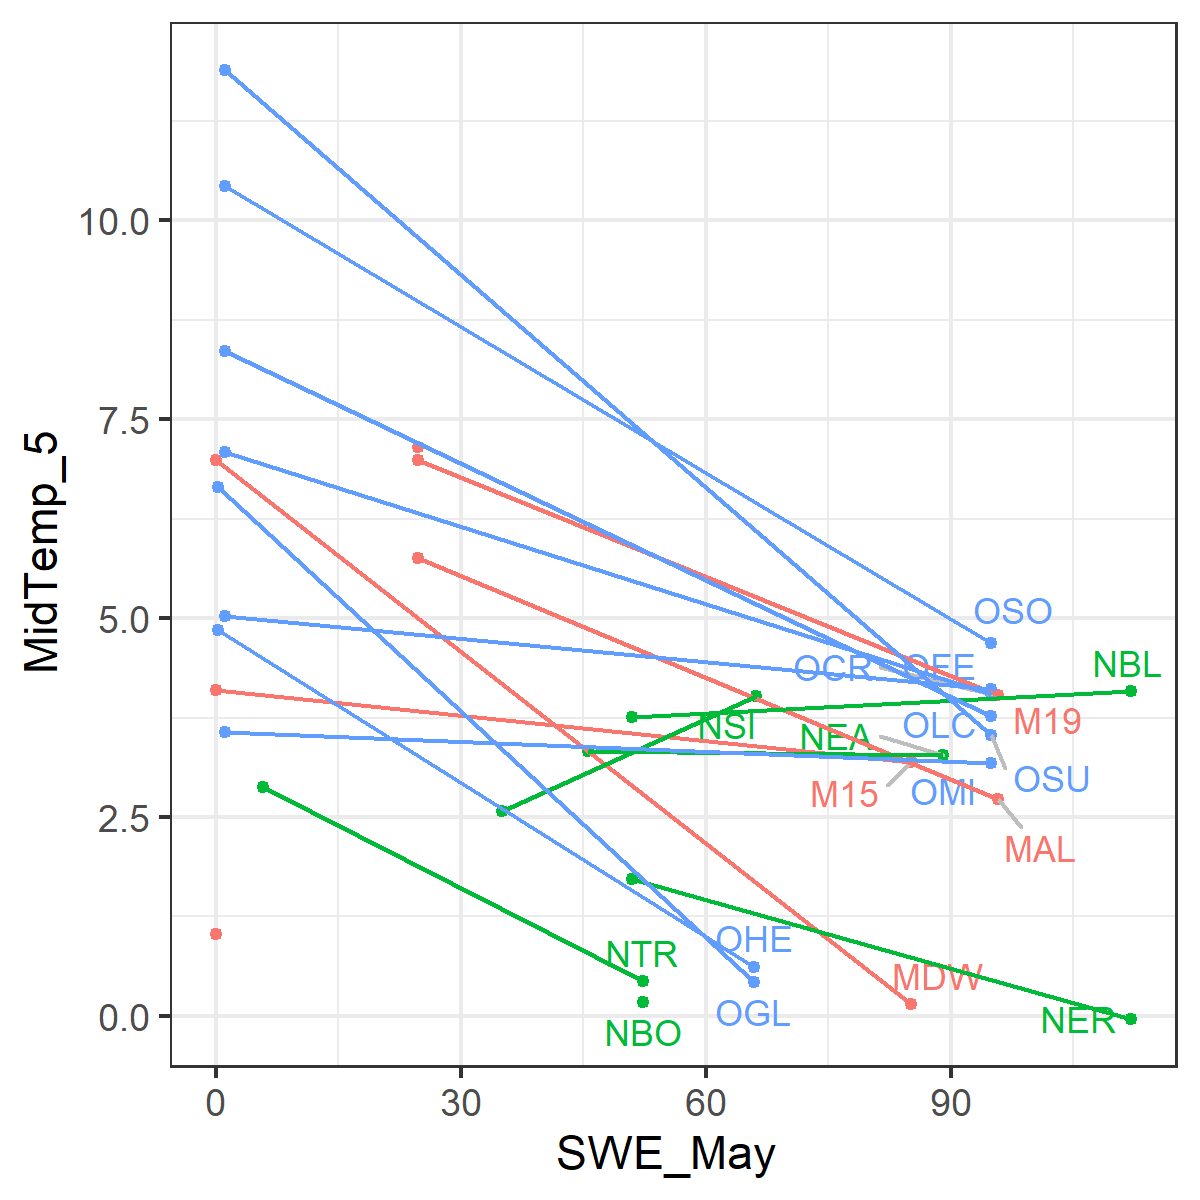 MidTemp_5
10.0
7.5
5.0
2.5
0.0
OSO
OCR OFE NBL
M19
NSI NEA OLC
M15 OMI OSU
MAL
NTR OHE
MDW
NBO OGL NER
0 30 60 90
SWE_May